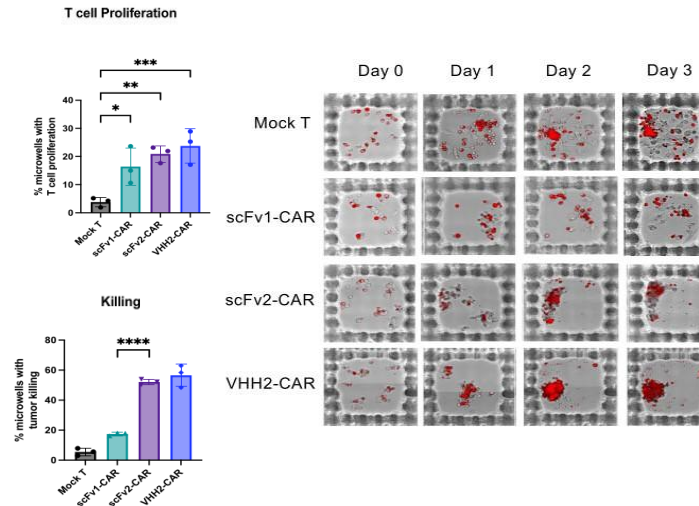 T cell Proliferation
***
**
*
% microwells with
T cell proliferation
40
30
20
10
0
Mock T
scFv1-CAR
scFv2-CAR
VHH2-CAR
Killing
****
% microwells with
tumor killing
80
60
40
20
0
Mock T
scFv1-CAR
scFv2-CAR
VHH2-CAR
Day 0 Day 1 Day 2 Day 3
Mock T
scFv1-CAR
scFv2-CAR
VHH2-CAR